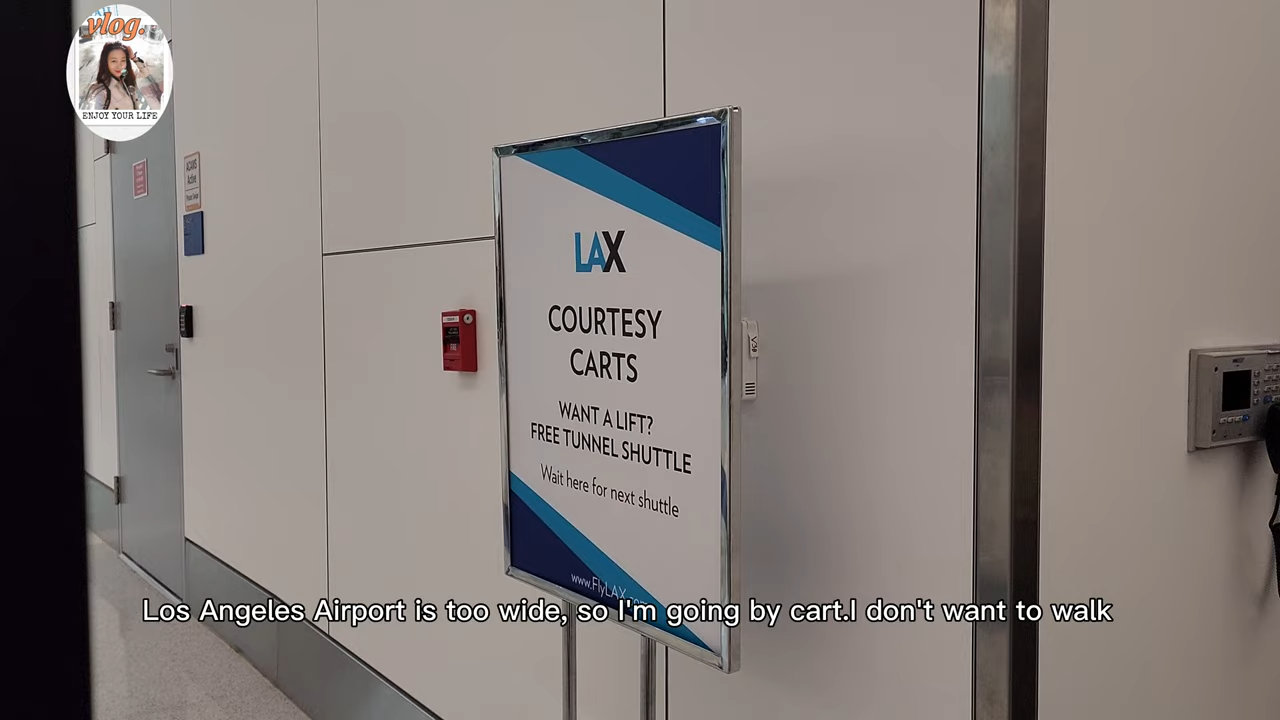 vlog.
ENJOY YOUR LIFE
LAX
COURTESY
CARTS
WANT A LIFT?
FREE TUNNEL SHUTTLE
Wait here for next shuttle
www.FlyLAX.com
Los Angeles Airport is too wide, so I'm going by cart.I don't want to walk